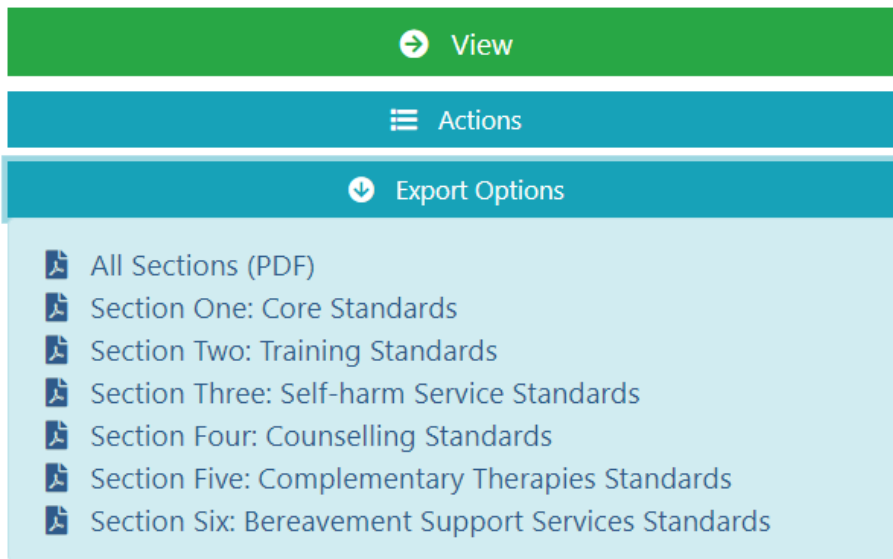 View
Actions
Export Options
All Sections (PDF)
Section One: Core Standards
Section Two: Training Standards
Section Three: Self-harm Service Standards
Section Four: Counselling Standards
Section Five: Complementary Therapies Standards
Section Six: Bereavement Support Services Standards